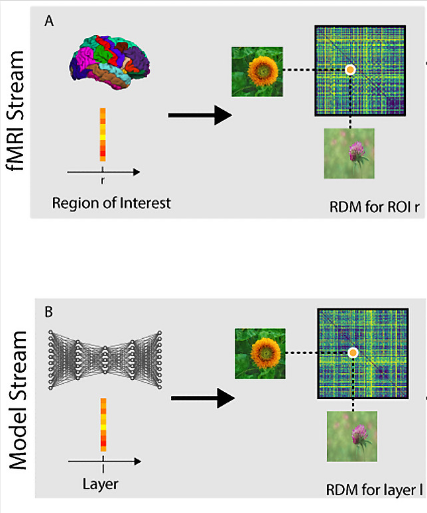 fMRI Stream
A
r
Region of Interest
RDM for ROI r
Model Stream
B
l
Layer
RDM for layer l